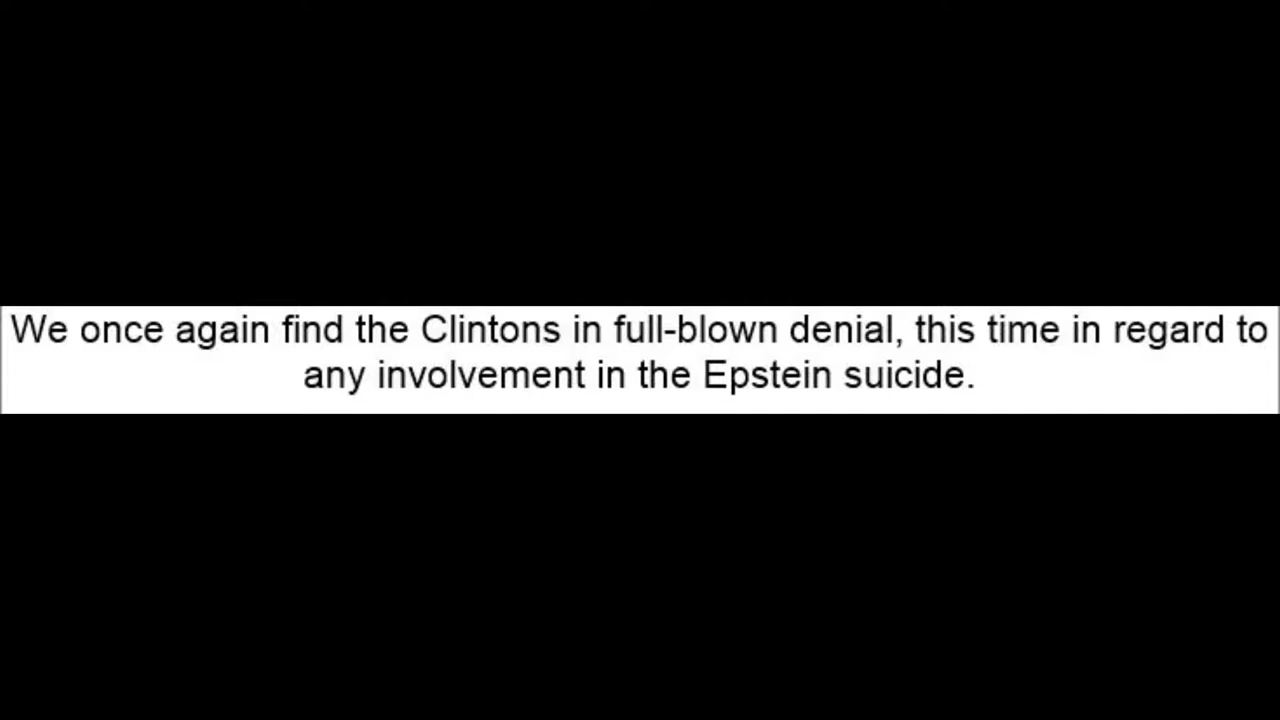 We once again find the Clintons in full-blown denial, this time in regard to
any involvement in the Epstein suicide.